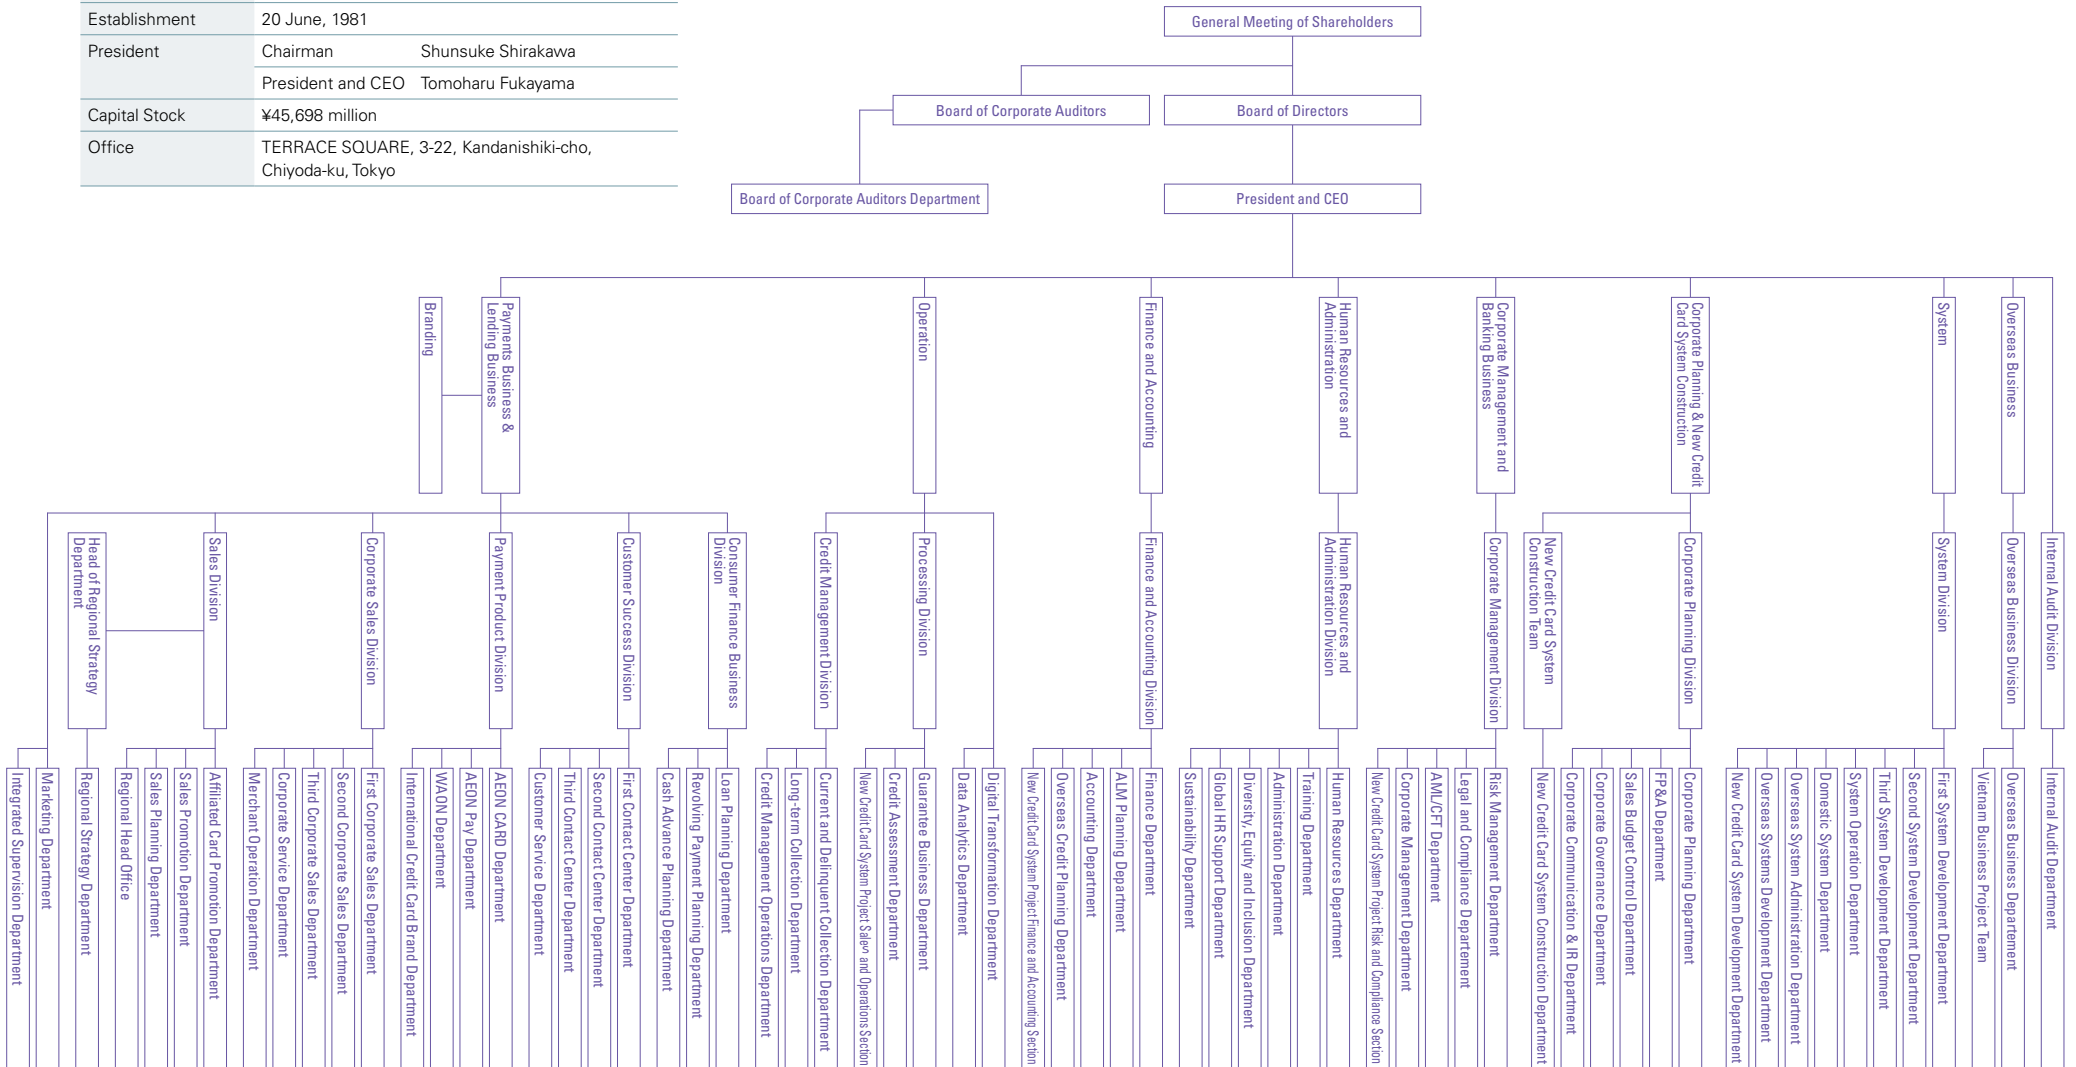 Establishment 20 June, 1981
President Chairman Shunsuke Shirakawa
President and CEO Tomoharu Fukayama
Capital Stock ¥45,698 million
Office TERRACE SQUARE, 3-22, Kandanishiki-cho,
Chiyoda-ku, Tokyo
General Meeting of Shareholders
Board of Corporate Auditors
Board of Directors
Board of Corporate Auditors Department
President and CEO
Branding
Payments Business &
Lending Business
Operation
Finance and Accounting
Human Resources and
Administration
Corporate Management and
Banking Business
Corporate Planning & New Credit
Card System Construction
System
Overseas Business
Head of Regional Strategy
Department
Sales Division
Corporate Sales Division
Payment Product Division
Customer Success Division
Consumer Finance Business
Division
Credit Management Division
Processing Division
Finance and Accounting Division
Human Resources and
Administration Division
Corporate Management Division
New Credit Card System
Construction Team
Corporate Planning Division
System Division
Overseas Business Division
Internal Audit Division
Integrated Supervision Department
Marketing Department
Regional Strategy Department
Regional Head Office
Sales Planning Department
Sales Promotion Department
Affiliated Card Promotion Department
Merchant Operation Department
Corporate Service Department
Third Corporate Sales Department
Second Corporate Sales Department
First Corporate Sales Department
International Credit Card Brand Department
WAON Department
AEON Pay Department
AEON CARD Department
Customer Service Department
Third Contact Center Department
Second Contact Center Department
First Contact Center Department
Cash Advance Planning Department
Revolving Payment Planning Department
Loan Planning Department
Credit Management Operations Department
Long-term Collection Department
Current and Delinquent Collection Department
New Credit Card System Project Sales and Operations Section
Credit Assessment Department
Guarantee Business Department
Data Analytics Department
Digital Transformation Department
New Credit Card System Project Finance and Accounting Section
Overseas Credit Planning Department
Accounting Department
ALM Planning Department
Finance Department
Sustainability Department
Global HR Support Department
Diversity, Equity and Inclusion Department
Administration Department
Training Department
Human Resources Department
New Credit Card System Project Risk and Compliance Section
Corporate Management Department
AML/CFT Department
Legal and Compliance Departement
Risk Management Department
New Credit Card System Construction Department
Corporate Communication & IR Department
Corporate Governance Department
Sales Budget Control Department
FP&A Department
Corporate Planning Department
New Credit Card System Development Department
Overseas Systems Development Department
Overseas System Administration Department
Domestic System Department
System Operation Department
Third System Development Department
Second System Development Department
First System Development Department
Vietnam Business Project Team
Overseas Business Departement
Internal Audit Department